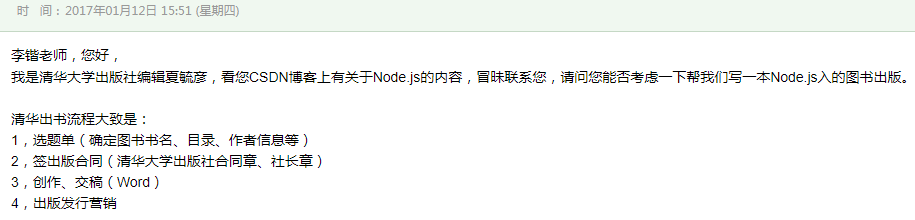 时 间：2017年01月12日 15:51 (星期四)
李锴老师，您好，
我是清华大学出版社编辑夏毓彦，看您CSDN博客上有关于Node.js的内容，冒昧联系您，请问您能否考虑一下帮我们写一本Node.js入的图书出版。
清华出书流程大致是：
1，选题单（确定图书书名、目录、作者信息等）
2，签出版合同（清华大学出版社合同章、社长章）
3，创作、交稿（Word）
4，出版发行营销